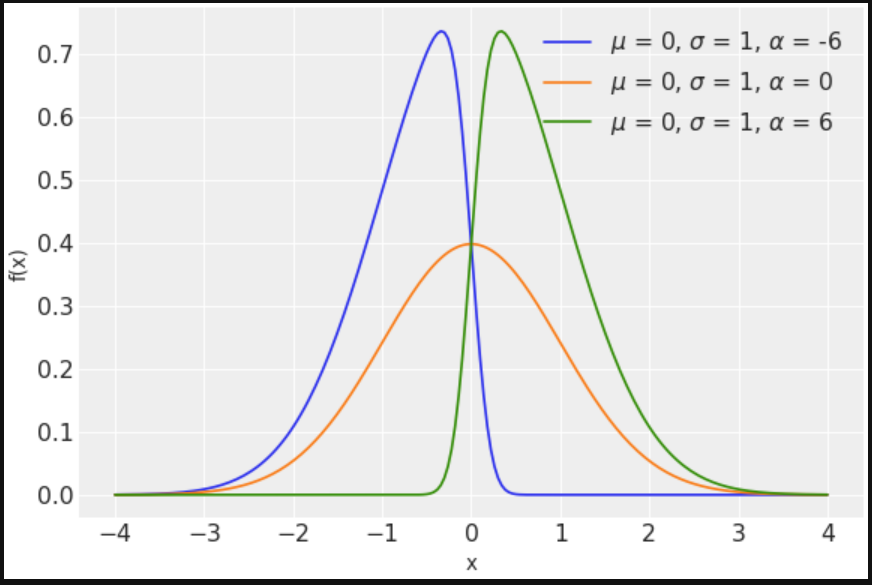 μ = 0, σ = 1, α = -6
μ = 0, σ = 1, α = 0
μ = 0, σ = 1, α = 6
0.7
0.6
0.5
0.4
0.3
0.2
0.1
0.0
f(x)
−4 −3 −2 −1 0 1 2 3 4
x